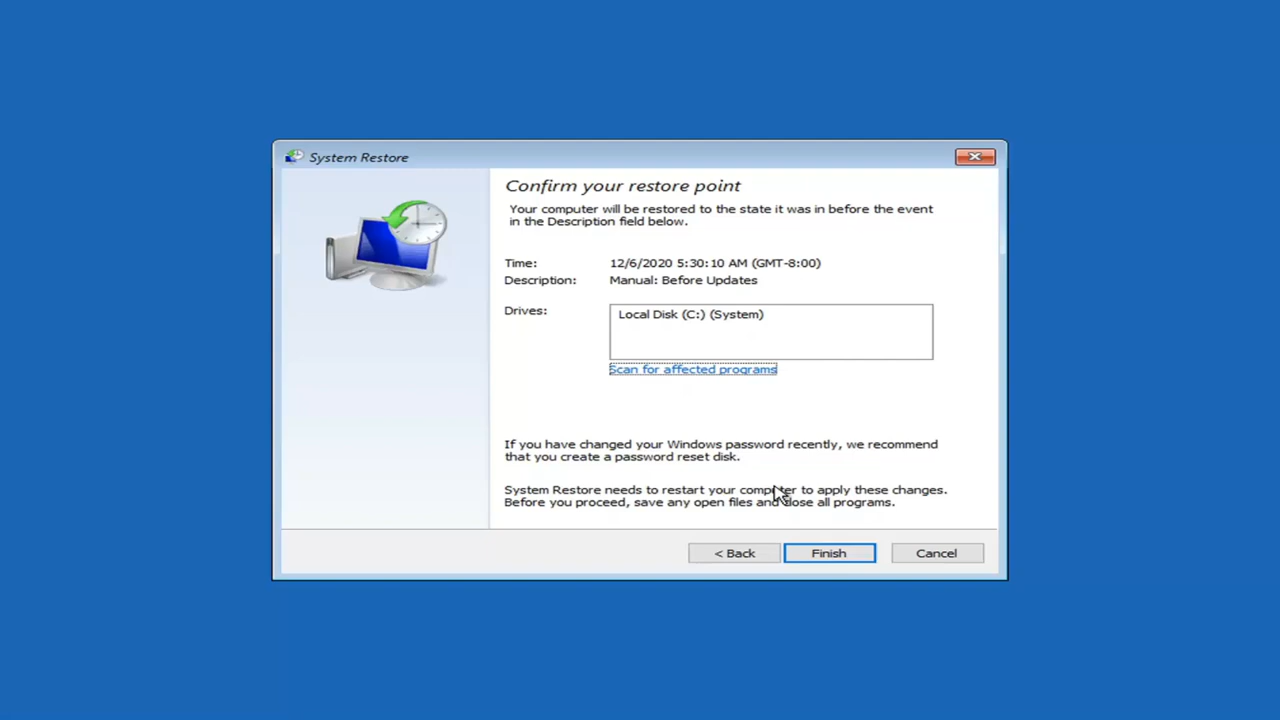 System Restore
Confirm your restore point
Your computer will be restored to the state it was in before the event
in the Description field below.
Time: 12/6/2020 5:30:10 AM (GMT-8:00)
Description: Manual: Before Updates
Drives: Local Disk (C:) (System)
Scan for affected programs
If you have changed your Windows password recently, we recommend
that you create a password reset disk.
System Restore needs to restart your computer to apply these changes.
Before you proceed, save any open files and close all programs.
< Back Finish Cancel